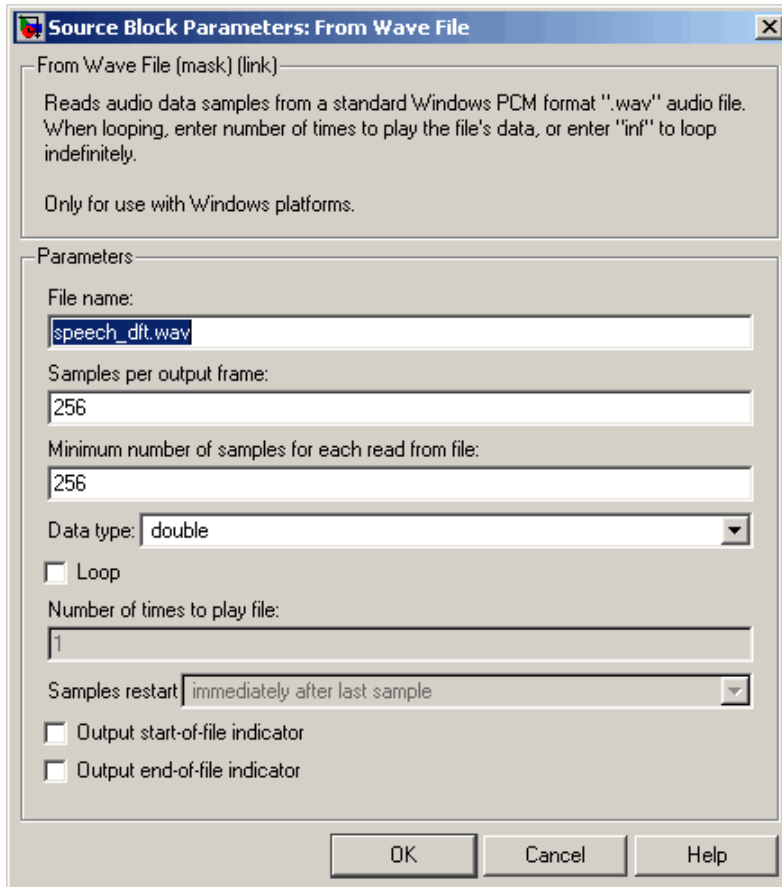 Source Block Parameters: From Wave File
From Wave File (mask) (link)
Reads audio data samples from a standard Windows PCM format ".wav" audio file.
When looping, enter number of times to play the file's data, or enter "inf" to loop
indefinitely.
Only for use with Windows platforms.
Parameters
File name:
speech_dft.wav
Samples per output frame:
256
Minimum number of samples for each read from file:
256
Data type: double
Loop
Number of times to play file:
1
Samples restart immediately after last sample
Output start-of-file indicator
Output end-of-file indicator
OK Cancel Help